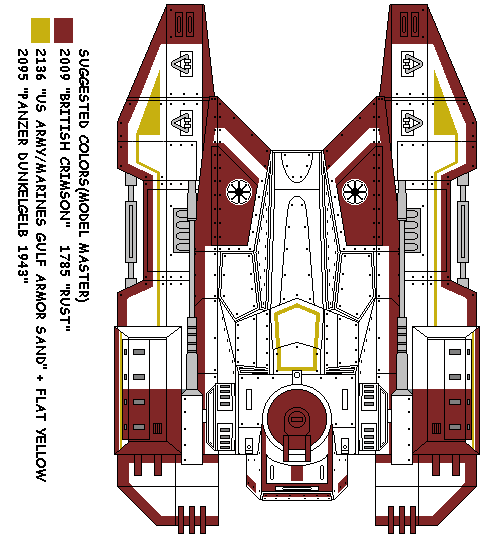 SUGGESTED COLORS(MODEL MASTER)
2009 "BRITISH CRIMSON" 1785 "RUST"
2136 "US ARMY/MARINES GULF ARMOR SAND" + FLAT YELLOW
2095 "PANZER DUNKELGELB 1943"